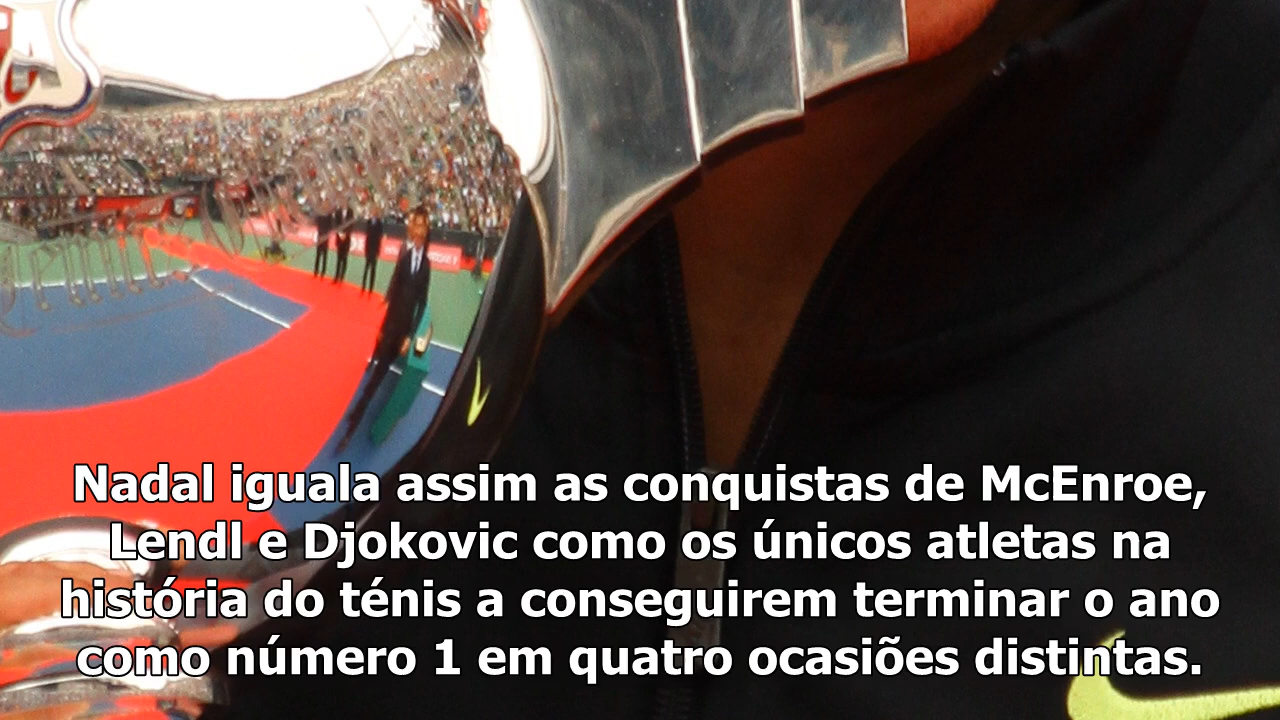 Nadal iguala assim as conquistas de McEnroe,
Lendl e Djokovic como os únicos atletas na
história do ténis a conseguirem terminar o ano
como número 1 em quatro ocasiões distintas.